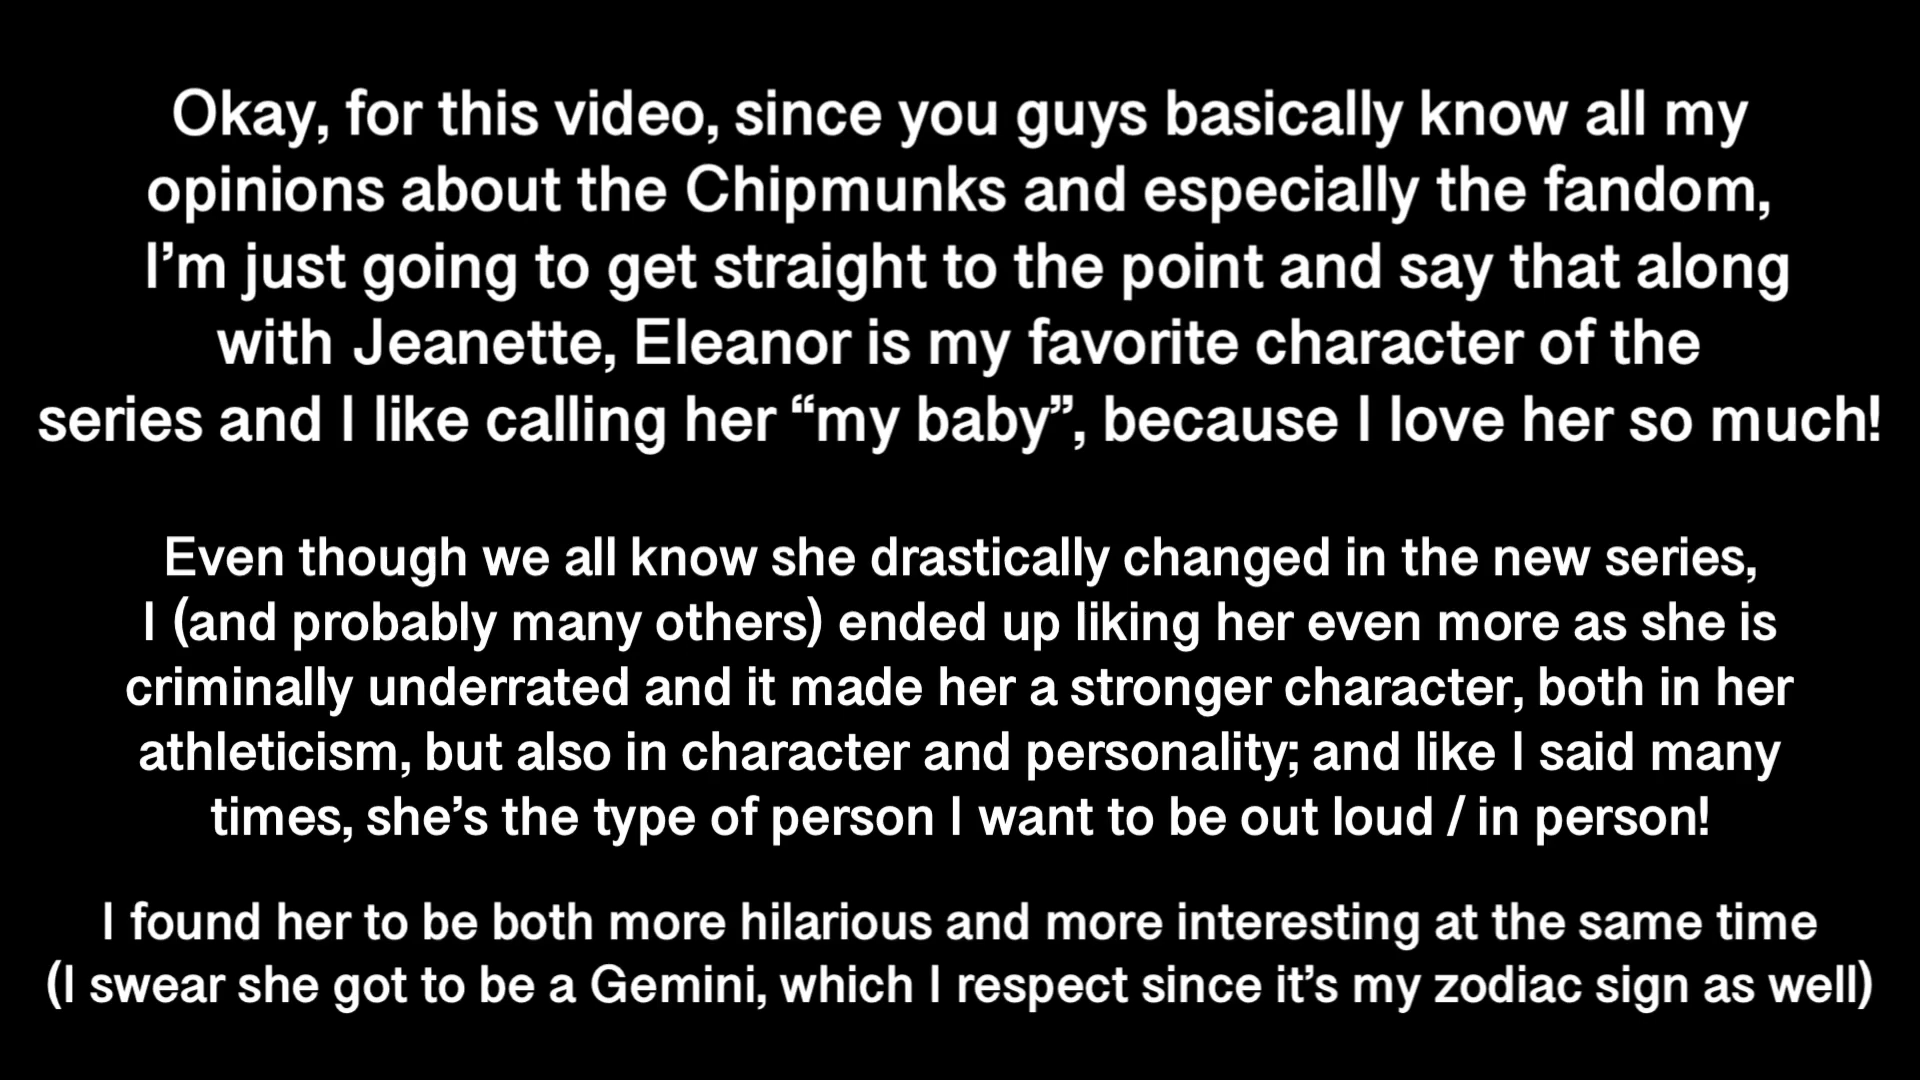 Okay, for this video, since you guys basically know all my
opinions about the Chipmunks and especially the fandom,
I’m just going to get straight to the point and say that along
with Jeanette, Eleanor is my favorite character of the
series and I like calling her “my baby”, because I love her so much!
Even though we all know she drastically changed in the new series,
I (and probably many others) ended up liking her even more as she is
criminally underrated and it made her a stronger character, both in her
athleticism, but also in character and personality; and like I said many
times, she’s the type of person I want to be out loud / in person!
I found her to be both more hilarious and more interesting at the same time
(I swear she got to be a Gemini, which I respect since it’s my zodiac sign as well)